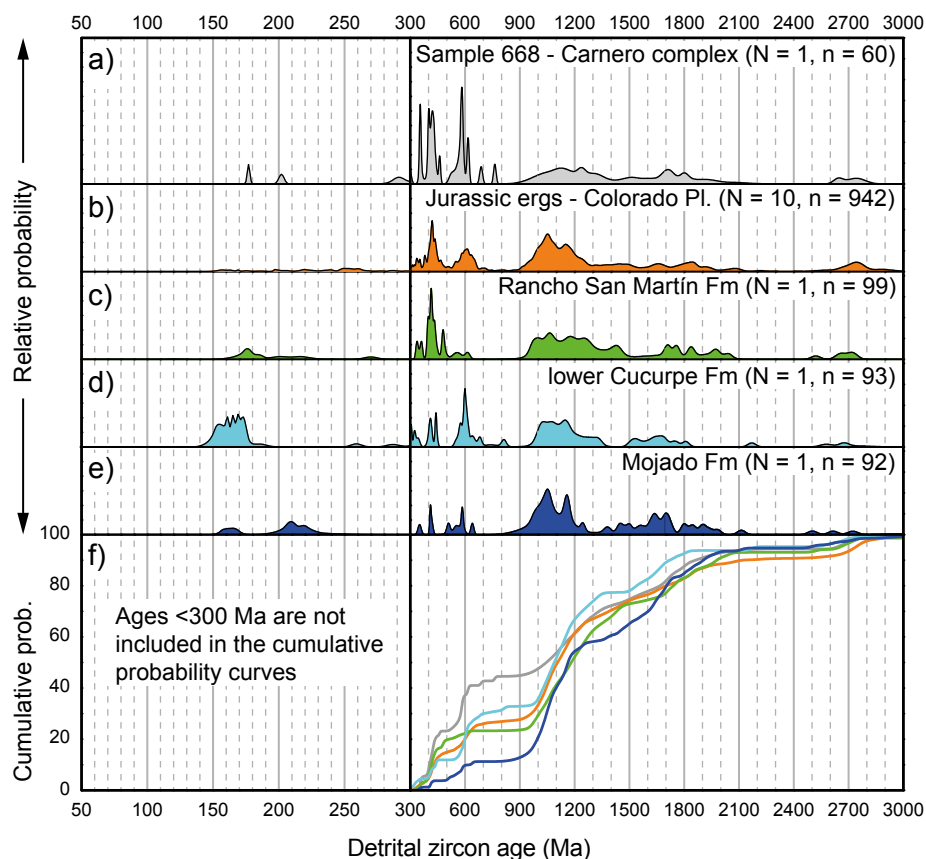 50 100 150 200 250 300 600 900 1200 1500 1800 2100 2400 2700 3000
a) Sample 668 - Carnero complex (N = 1, n = 60)
b) Jurassic ergs - Colorado Pl. (N = 10, n = 942)
c) Rancho San Martín Fm (N = 1, n = 99)
d) lower Cucurpe Fm (N = 1, n = 93)
e) Mojado Fm (N = 1, n = 92)
Relative probability
f)
Ages <300 Ma are not
included in the cumulative
probability curves
100
80
60
40
20
0
Cumulative prob.
50 100 150 200 250 300 600 900 1200 1500 1800 2100 2400 2700 3000
Detrital zircon age (Ma)